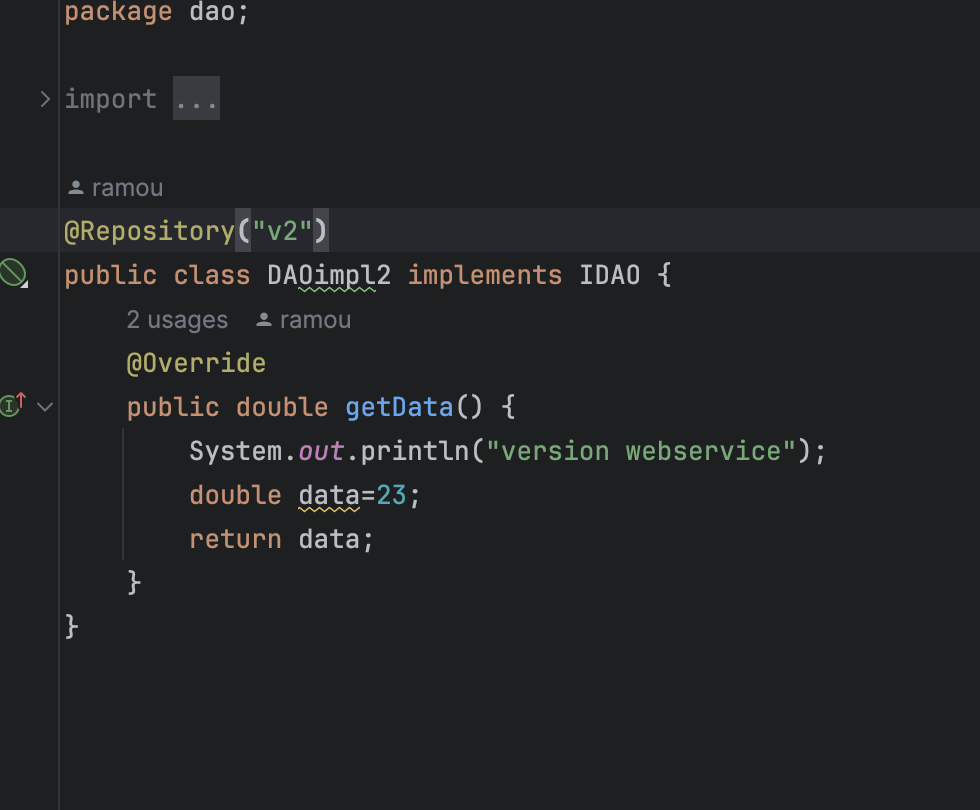 package dao;
import ...
ramou
@Repository("v2")
public class DAOimpl2 implements IDAO {
2 usages ramou
@Override
public double getData() {
System.out.println("version webservice");
double data=23;
return data;
}
}